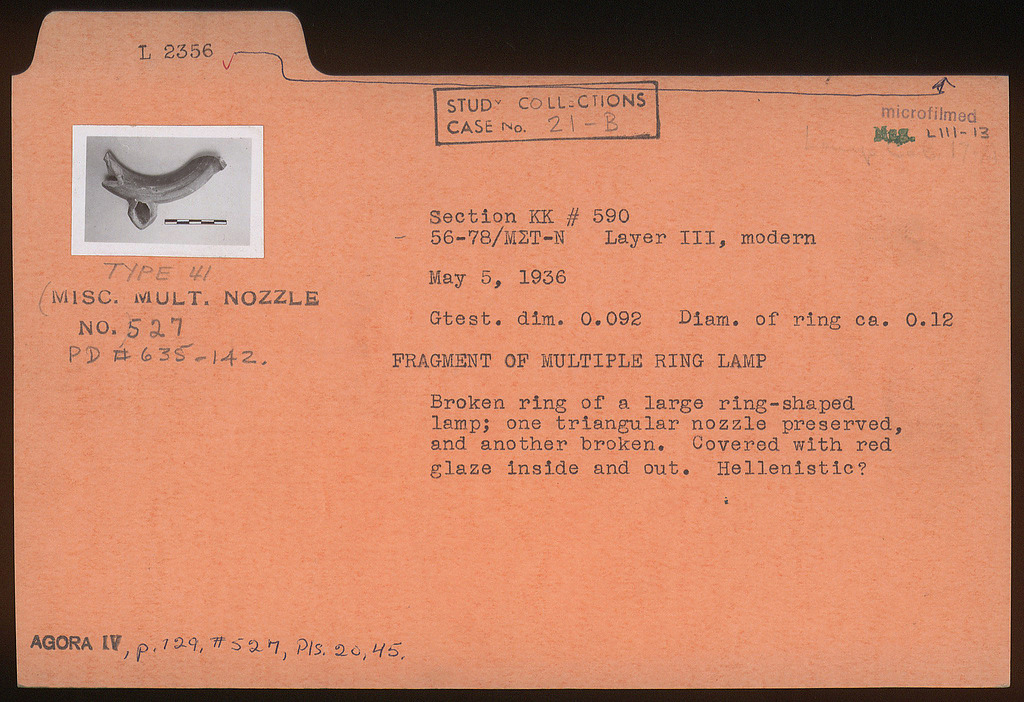 L 2356
STUDY COLLECTIONS
CASE No. 21-B
microfilmed
Neg. LIII-13
Section KK # 590
- 56-78/ΜΣΤ-Ν Layer III, modern
May 5, 1936
Gtest. dim. 0.092 Diam. of ring ca. 0.12
TYPE 41
(MISC. MULT. NOZZLE
NO. 527
PD # 635-142.
FRAGMENT OF MULTIPLE RING LAMP
Broken ring of a large ring-shaped
lamp; one triangular nozzle preserved,
and another broken. Covered with red
glaze inside and out. Hellenistic?
AGORA IV, p. 129, # 527, Pls. 20, 45.